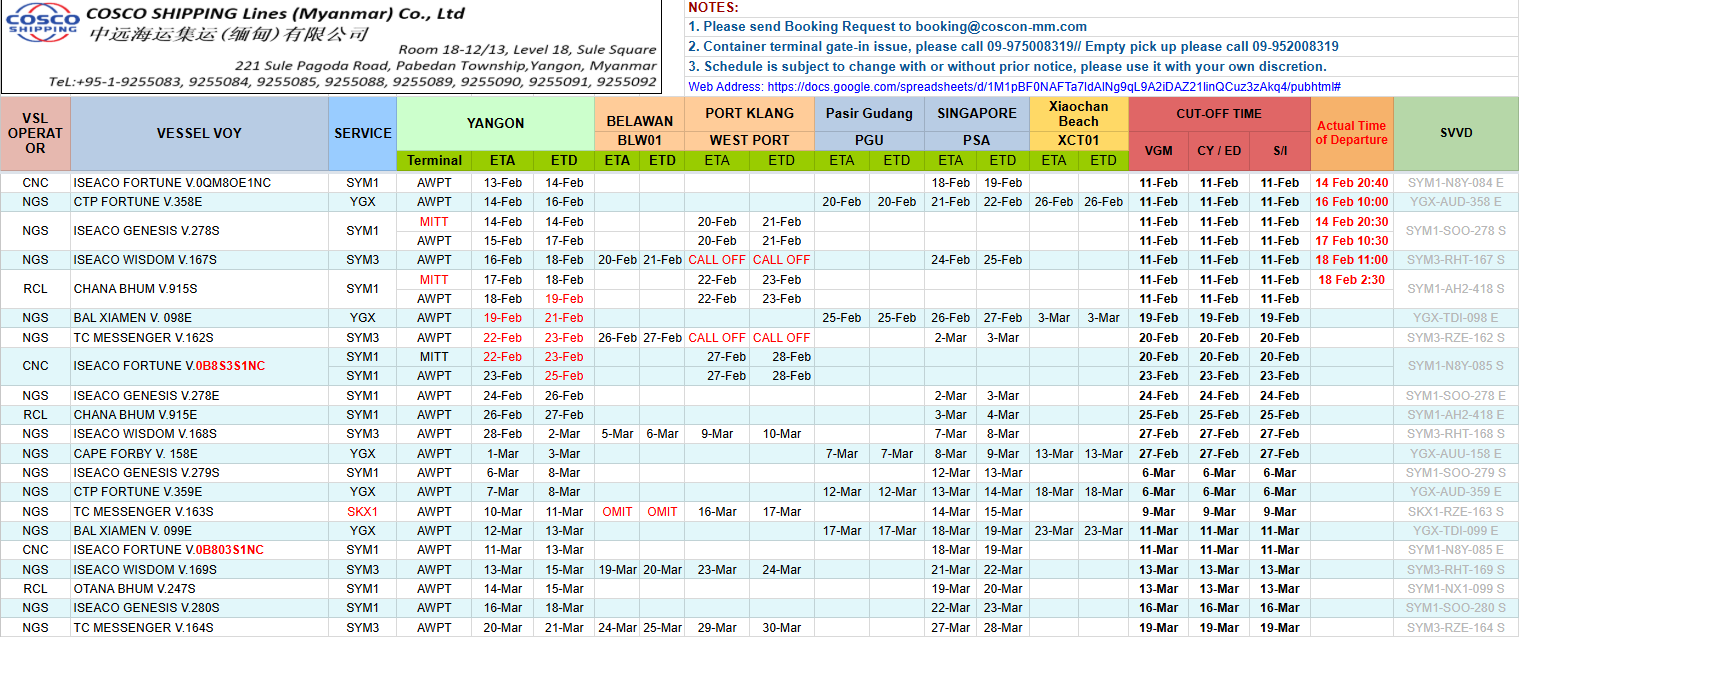 COSCO SHIPPING Lines (Myanmar) Co., Ltd
COSCO
SHIPPING
中远海运集运(缅甸)有限公司
Room 18-12/13, Level 18, Sule Square
221 Sule Pagoda Road, Pabedan Township,Yangon, Myanmar
TeL:+95-1-9255083, 9255084, 9255085, 9255088, 9255089, 9255090, 9255091, 9255092
NOTES:
1. Please send Booking Request to booking@coscon-mm.com
2. Container terminal gate-in issue, please call 09-975008319// Empty pick up please call 09-952008319
3. Schedule is subject to change with or without prior notice, please use it with your own discretion.
Web Address: https://docs.google.com/spreadsheets/d/1M1pBF0NAFTa7IdAlNg9qL9A2iDAZ21linQCuz3zAkq4/pubhtml#
VSL OPERAT OR VESSEL VOY SERVICE YANGON BELAWAN PORT KLANG Pasir Gudang SINGAPORE Xiaochan Beach CUT-OFF TIME Actual Time of Departure SVVD
BLW01 WEST PORT PGU PSA XCT01 VGM CY / ED S/I
Terminal ETA ETD ETA ETD ETA ETD ETA ETD ETA ETD ETA ETD
CNC ISEACO FORTUNE V.0QM8OE1NC SYM1 AWPT 13-Feb 14-Feb 18-Feb 19-Feb 11-Feb 11-Feb 11-Feb 14 Feb 20:40 SYM1-N8Y-084 E
NGS CTP FORTUNE V.358E YGX AWPT 14-Feb 16-Feb 20-Feb 20-Feb 21-Feb 22-Feb 26-Feb 26-Feb 11-Feb 11-Feb 11-Feb 16 Feb 10:00 YGX-AUD-358 E
NGS ISEACO GENESIS V.278S SYM1 MITT 14-Feb 14-Feb 20-Feb 21-Feb 11-Feb 11-Feb 11-Feb 14 Feb 20:30 SYM1-SOO-278 S
AWPT 15-Feb 17-Feb 20-Feb 21-Feb 11-Feb 11-Feb 11-Feb 17 Feb 10:30
NGS ISEACO WISDOM V.167S SYM3 AWPT 16-Feb 18-Feb 20-Feb 21-Feb CALL OFF CALL OFF 24-Feb 25-Feb 11-Feb 11-Feb 11-Feb 18 Feb 11:00 SYM3-RHT-167 S
RCL CHANA BHUM V.915S SYM1 MITT 17-Feb 18-Feb 22-Feb 23-Feb 11-Feb 11-Feb 11-Feb 18 Feb 2:30 SYM1-AH2-418 S
AWPT 18-Feb 19-Feb 22-Feb 23-Feb 11-Feb 11-Feb 11-Feb
NGS BAL XIAMEN V. 098E YGX AWPT 19-Feb 21-Feb 25-Feb 25-Feb 26-Feb 27-Feb 3-Mar 3-Mar 19-Feb 19-Feb 19-Feb YGX-TDI-098 E
NGS TC MESSENGER V.162S SYM3 AWPT 22-Feb 23-Feb 26-Feb 27-Feb CALL OFF CALL OFF 2-Mar 3-Mar 20-Feb 20-Feb 20-Feb SYM3-RZE-162 S
CNC ISEACO FORTUNE V.0B8S3S1NC SYM1 MITT 22-Feb 23-Feb 27-Feb 28-Feb 20-Feb 20-Feb 20-Feb SYM1-N8Y-085 S
SYM1 AWPT 23-Feb 25-Feb 27-Feb 28-Feb 23-Feb 23-Feb 23-Feb
NGS ISEACO GENESIS V.278E SYM1 AWPT 24-Feb 26-Feb 2-Mar 3-Mar 24-Feb 24-Feb 24-Feb SYM1-SOO-278 E
RCL CHANA BHUM V.915E SYM1 AWPT 26-Feb 27-Feb 3-Mar 4-Mar 25-Feb 25-Feb 25-Feb SYM1-AH2-418 E
NGS ISEACO WISDOM V.168S SYM3 AWPT 28-Feb 2-Mar 5-Mar 6-Mar 9-Mar 10-Mar 7-Mar 8-Mar 27-Feb 27-Feb 27-Feb SYM3-RHT-168 S
NGS CAPE FORBY V. 158E YGX AWPT 1-Mar 3-Mar 7-Mar 7-Mar 8-Mar 9-Mar 13-Mar 13-Mar 27-Feb 27-Feb 27-Feb YGX-AUU-158 E
NGS ISEACO GENESIS V.279S SYM1 AWPT 6-Mar 8-Mar 12-Mar 13-Mar 6-Mar 6-Mar 6-Mar SYM1-SOO-279 S
NGS CTP FORTUNE V.359E YGX AWPT 7-Mar 8-Mar 12-Mar 12-Mar 13-Mar 14-Mar 18-Mar 18-Mar 6-Mar 6-Mar 6-Mar YGX-AUD-359 E
NGS TC MESSENGER V.163S SKX1 AWPT 10-Mar 11-Mar OMIT OMIT 16-Mar 17-Mar 14-Mar 15-Mar 9-Mar 9-Mar 9-Mar SKX1-RZE-163 S
NGS BAL XIAMEN V. 099E YGX AWPT 12-Mar 13-Mar 17-Mar 17-Mar 18-Mar 19-Mar 23-Mar 23-Mar 11-Mar 11-Mar 11-Mar YGX-TDI-099 E
CNC ISEACO FORTUNE V.0B803S1NC SYM1 AWPT 11-Mar 13-Mar 18-Mar 19-Mar 11-Mar 11-Mar 11-Mar SYM1-N8Y-085 E
NGS ISEACO WISDOM V.169S SYM3 AWPT 13-Mar 15-Mar 19-Mar 20-Mar 23-Mar 24-Mar 21-Mar 22-Mar 13-Mar 13-Mar 13-Mar SYM3-RHT-169 S
RCL OTANA BHUM V.247S SYM1 AWPT 14-Mar 15-Mar 19-Mar 20-Mar 13-Mar 13-Mar 13-Mar SYM1-NX1-099 S
NGS ISEACO GENESIS V.280S SYM1 AWPT 16-Mar 18-Mar 22-Mar 23-Mar 16-Mar 16-Mar 16-Mar SYM1-SOO-280 S
NGS TC MESSENGER V.164S SYM3 AWPT 20-Mar 21-Mar 24-Mar 25-Mar 29-Mar 30-Mar 27-Mar 28-Mar 19-Mar 19-Mar 19-Mar SYM3-RZE-164 S